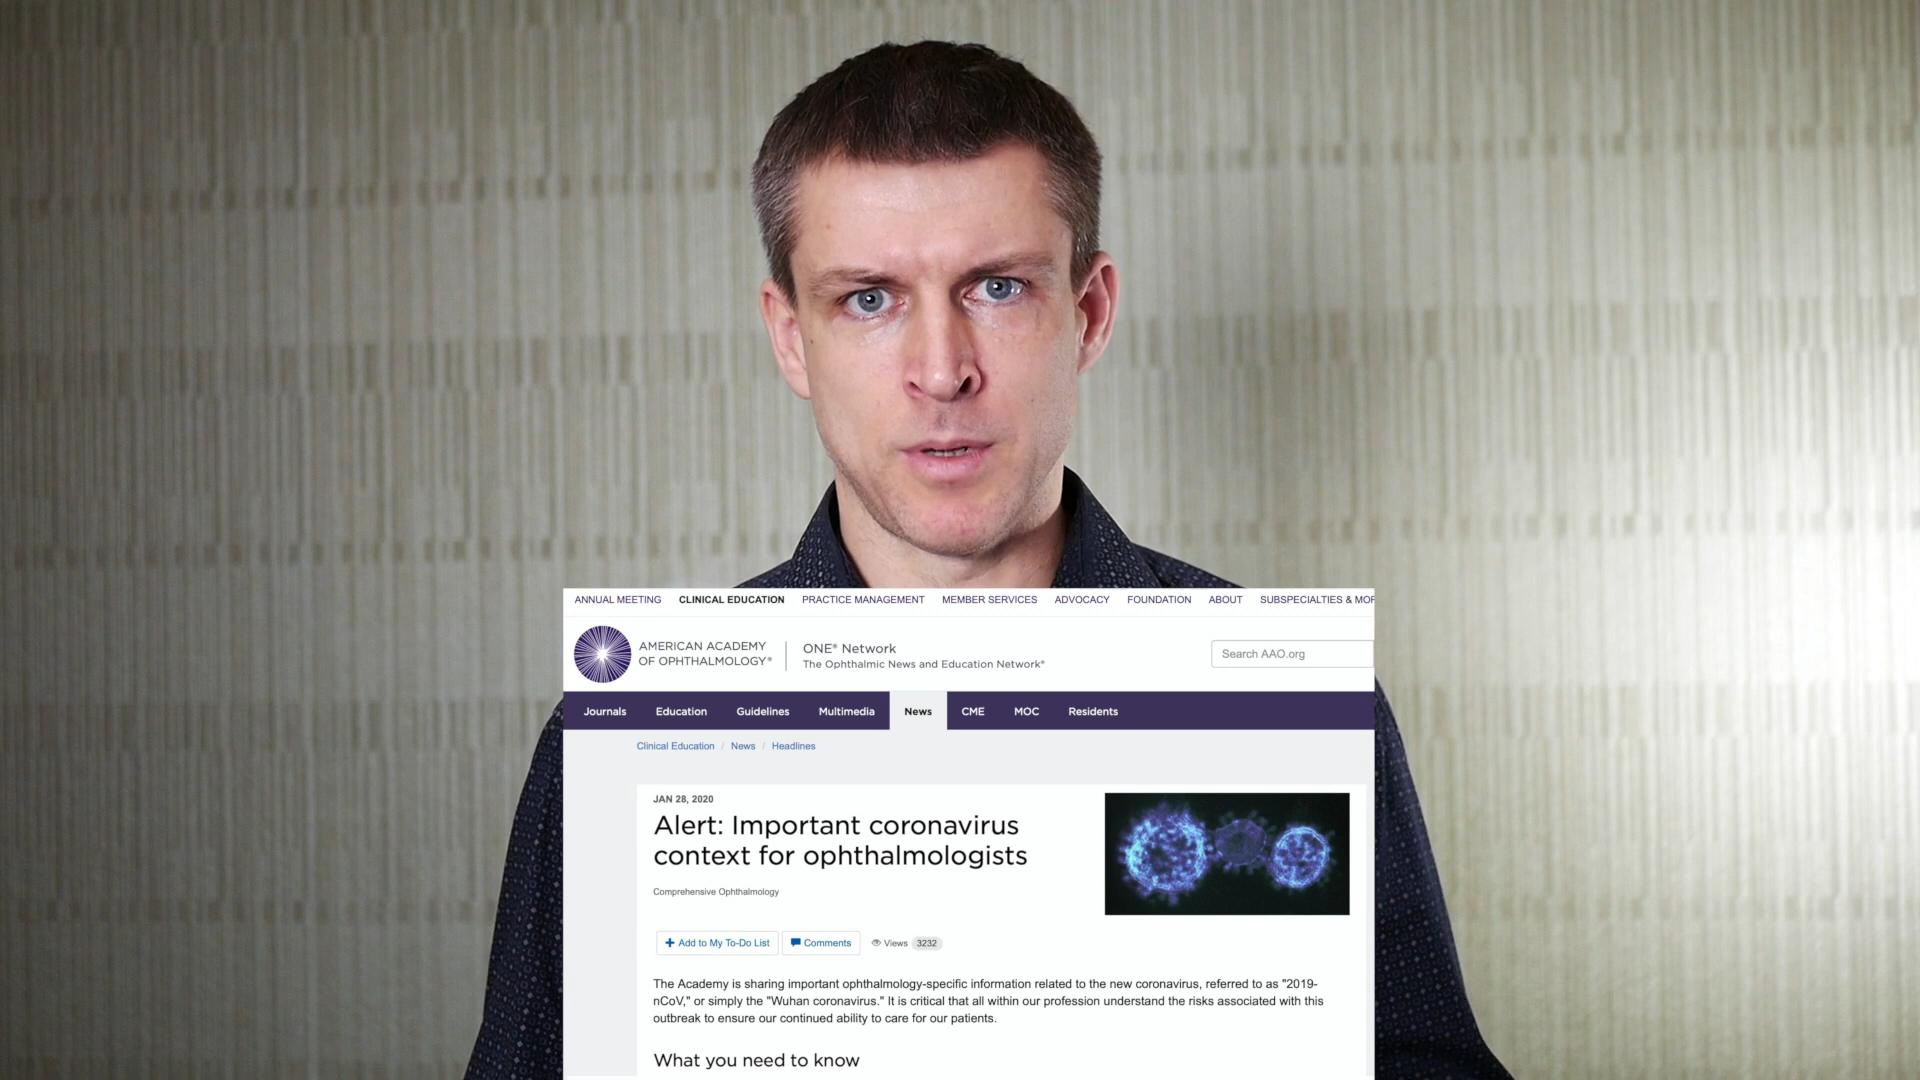 ANNUAL MEETING CLINICAL EDUCATION PRACTICE MANAGEMENT MEMBER SERVICES ADVOCACY FOUNDATION ABOUT SUBSPECIALTIES & MOR
AMERICAN ACADEMY
OF OPHTHALMOLOGY®
ONE® Network
The Ophthalmic News and Education Network®
Search AAO.org
Journals Education Guidelines Multimedia News CME MOC Residents
Clinical Education / News / Headlines
JAN 28, 2020
Alert: Important coronavirus
context for ophthalmologists
Comprehensive Ophthalmology
Add to My To-Do List Comments Views 3232
The Academy is sharing important ophthalmology-specific information related to the new coronavirus, referred to as "2019-
nCoV," or simply the "Wuhan coronavirus." It is critical that all within our profession understand the risks associated with this
outbreak to ensure our continued ability to care for our patients.
What you need to know